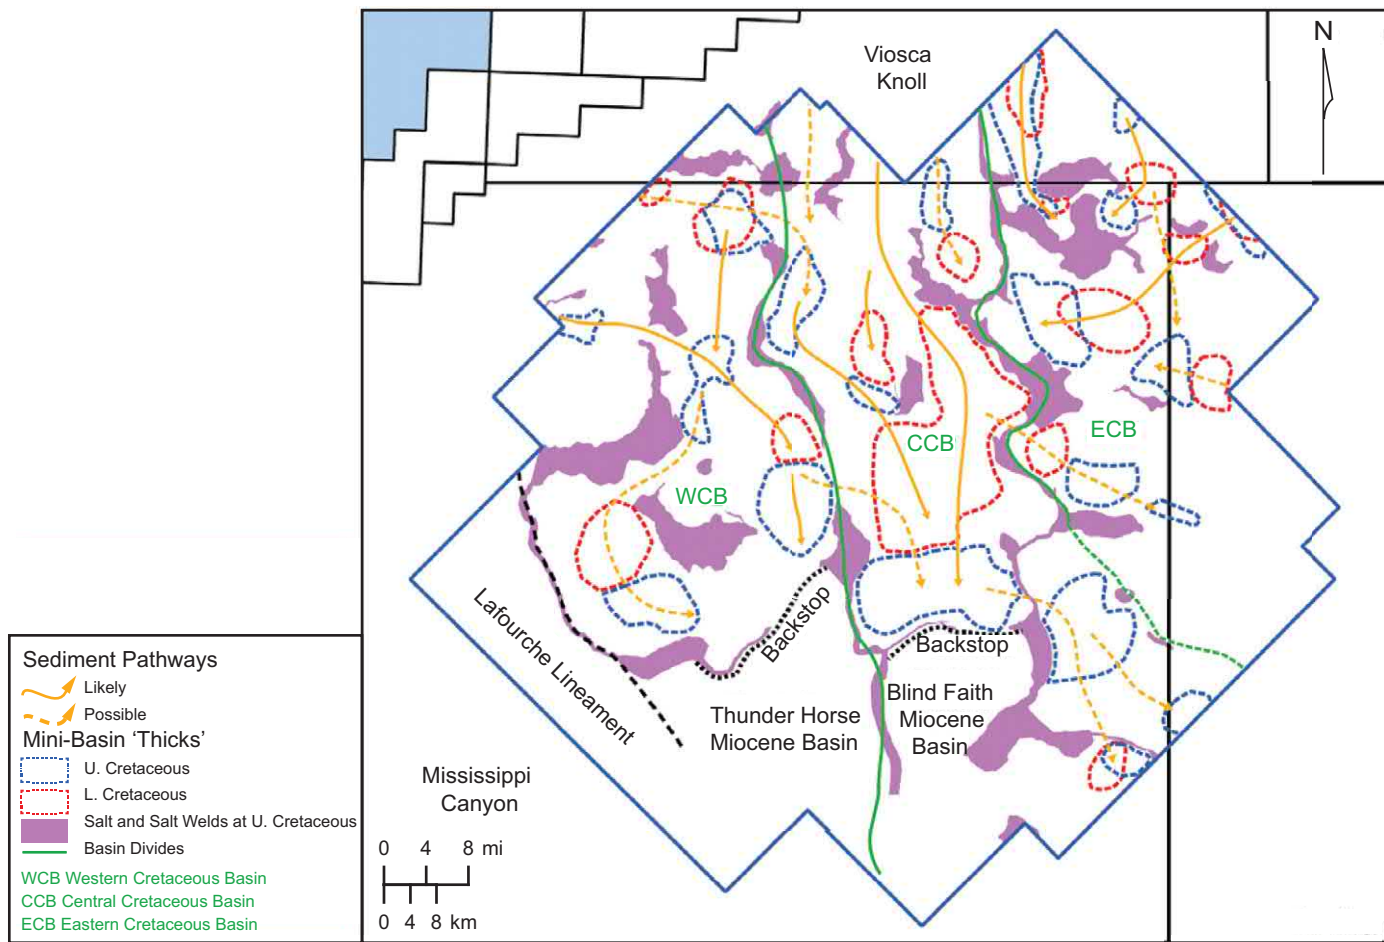 Viosca
Knoll
N
CCB
ECB
WCB
Lafourche Lineament
Backstop
Backstop
Thunder Horse
Miocene Basin
Blind Faith
Miocene
Basin
Mississippi
Canyon
0 4 8 mi
0 4 8 km
Sediment Pathways
Likely
Possible
Mini-Basin ‘Thicks’
U. Cretaceous
L. Cretaceous
Salt and Salt Welds at U. Cretaceous
Basin Divides
WCB Western Cretaceous Basin
CCB Central Cretaceous Basin
ECB Eastern Cretaceous Basin